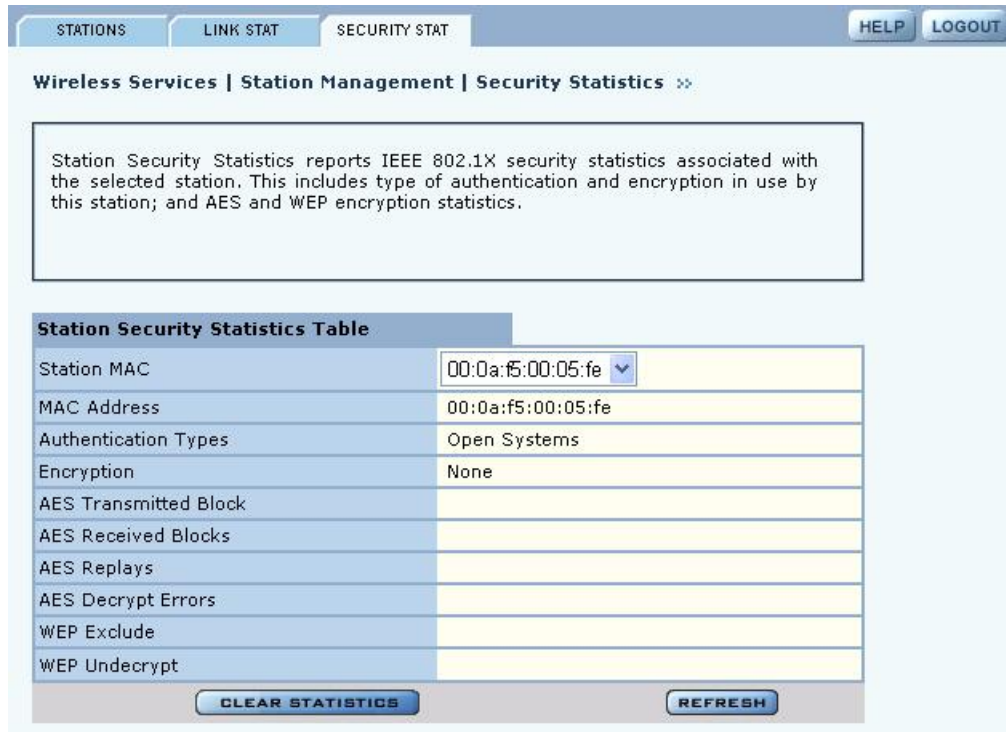 STATIONS LINK STAT SECURITY STAT HELP LOGOUT
Wireless Services | Station Management | Security Statistics »
Station Security Statistics reports IEEE 802.1X security statistics associated with
the selected station. This includes type of authentication and encryption in use by
this station; and AES and WEP encryption statistics.
Station Security Statistics Table
Station MAC 00:0a:f5:00:05:fe
MAC Address 00:0a:f5:00:05:fe
Authentication Types Open Systems
Encryption None
AES Transmitted Block
AES Received Blocks
AES Replays
AES Decrypt Errors
WEP Exclude
WEP Undecrypt
CLEAR STATISTICS REFRESH